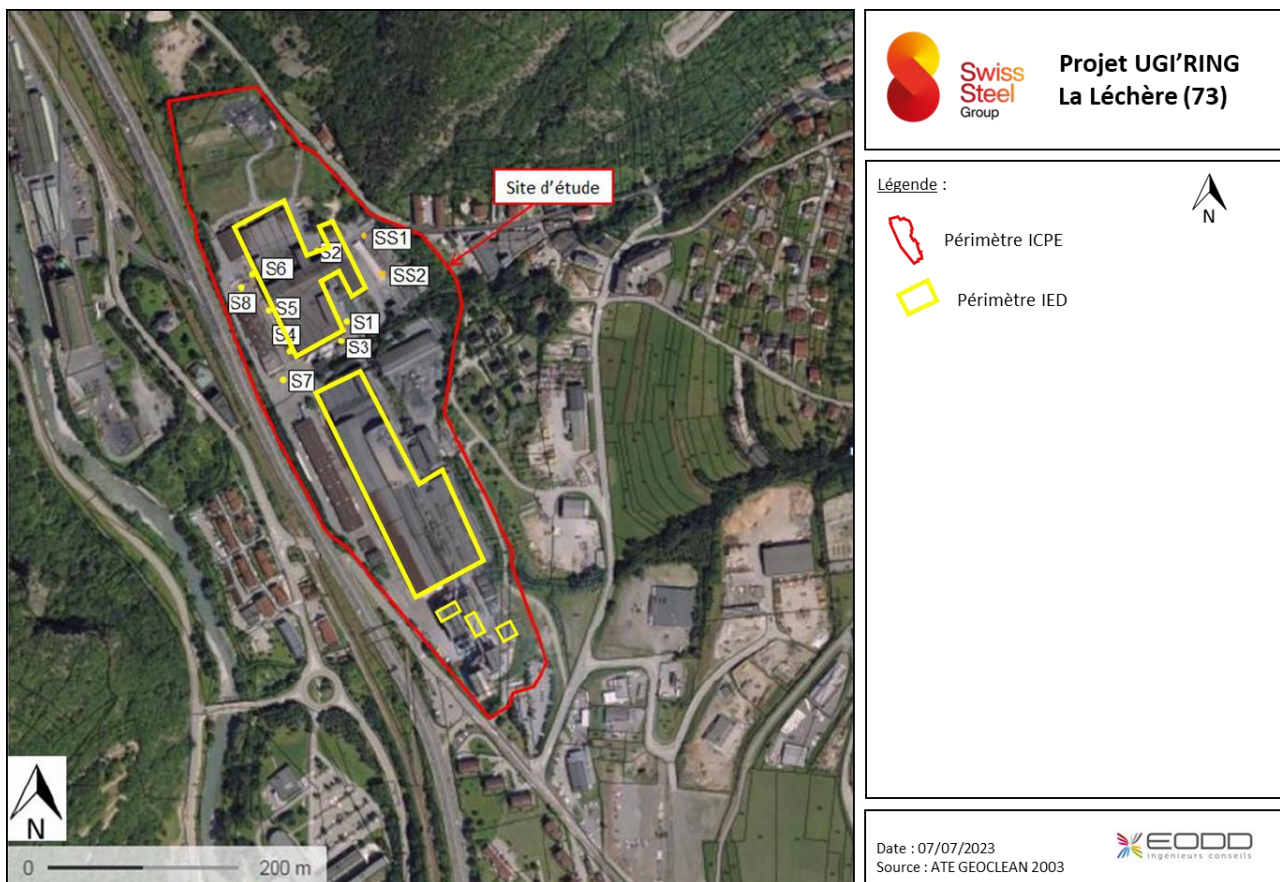 Site d'étude
SS1
S2
SS2
S6
S8
S5
S1
S4
S3
S7
N
0 200 m
Swiss
Steel
Group
Projet UGI'RING
La Léchère (73)
Légende :
N
Périmètre ICPE
Périmètre IED
Date : 07/07/2023
Source : ATE GEOCLEAN 2003
EODD
ingénieurs conseils